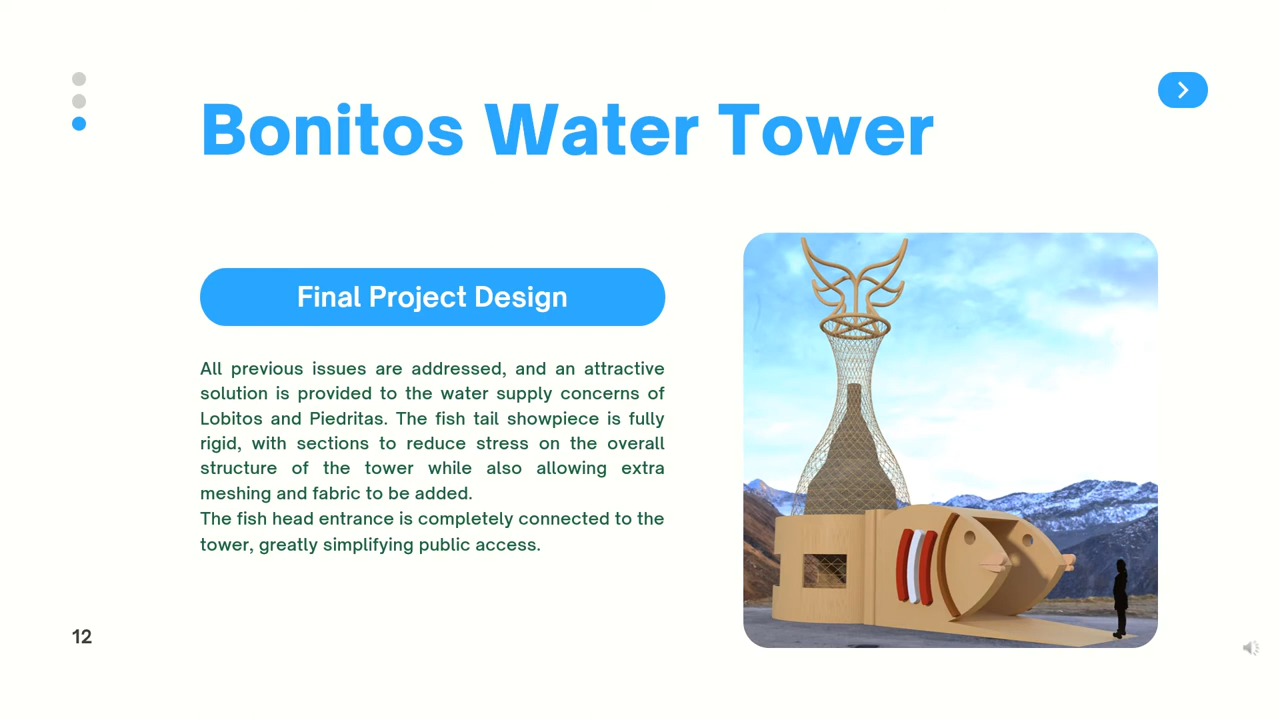 Bonitos Water Tower
Final Project Design
All previous issues are addressed, and an attractive
solution is provided to the water supply concerns of
Lobitos and Piedritas. The fish tail showpiece is fully
rigid, with sections to reduce stress on the overall
structure of the tower while also allowing extra
meshing and fabric to be added.
The fish head entrance is completely connected to the
tower, greatly simplifying public access.
12